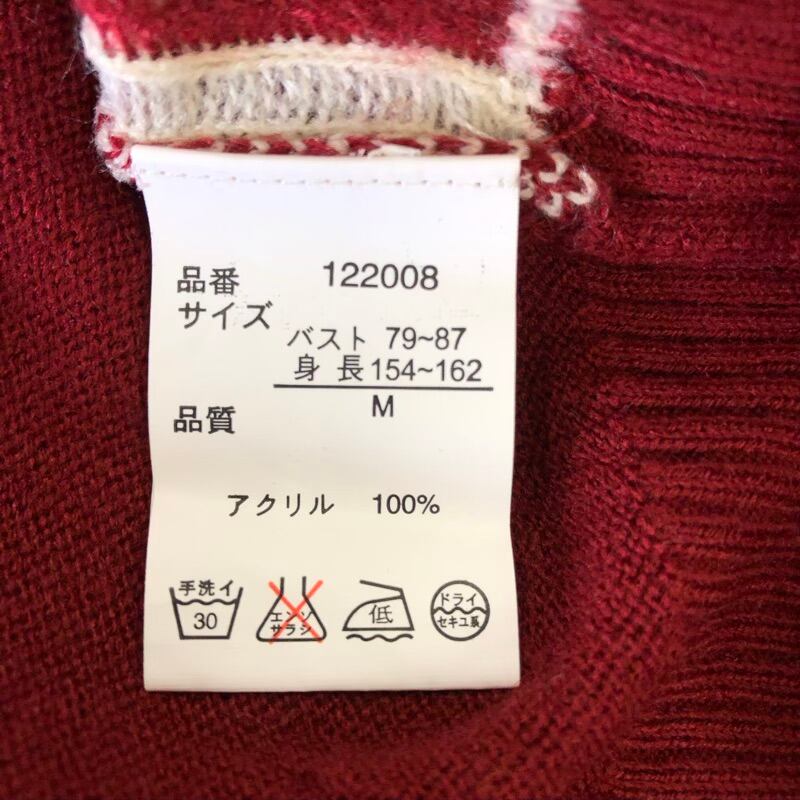 品番 122008
サイズ
バスト 79~87
身 長 154~162
M
品質
アクリル 100%
手洗イ
30
エンソ
サラシ
低
ドライ
セキユ系